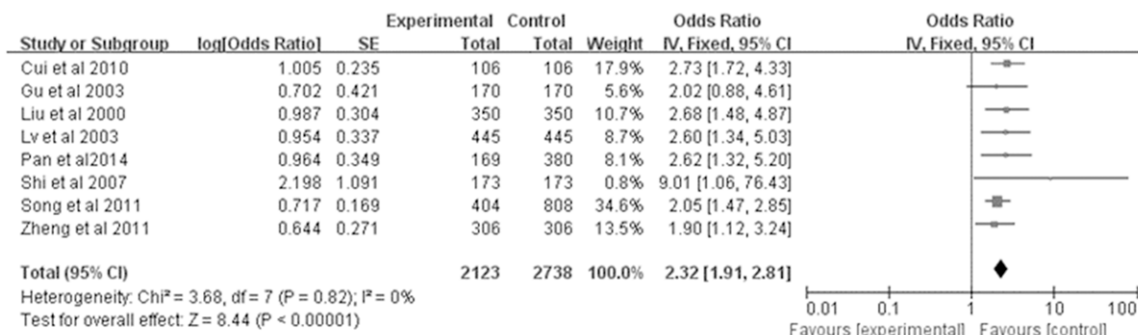 Experimental Control Odds Ratio Odds Ratio
Study or Subgroup log[Odds Ratio] SE Total Total Weight IV, Fixed, 95% CI IV, Fixed, 95% CI
Cui et al 2010 1.005 0.235 106 106 17.9% 2.73 [1.72, 4.33]
Gu et al 2003 0.702 0.421 170 170 5.6% 2.02 [0.88, 4.61]
Liu et al 2000 0.987 0.304 350 350 10.7% 2.68 [1.48, 4.87]
Lv et al 2003 0.954 0.337 445 445 8.7% 2.60 [1.34, 5.03]
Pan et al2014 0.964 0.349 169 380 8.1% 2.62 [1.32, 5.20]
Shi et al 2007 2.198 1.091 173 173 0.8% 9.01 [1.06, 76.43]
Song et al 2011 0.717 0.169 404 808 34.6% 2.05 [1.47, 2.85]
Zheng et al 2011 0.644 0.271 306 306 13.5% 1.90 [1.12, 3.24]
Total (95% CI) 2123 2738 100.0% 2.32 [1.91, 2.81]
Heterogeneity: Chi² = 3.68, df = 7 (P = 0.82); I² = 0%
Test for overall effect: Z = 8.44 (P < 0.00001)
0.01 0.1 1 10 100
Favours [experimental] Favours [control]